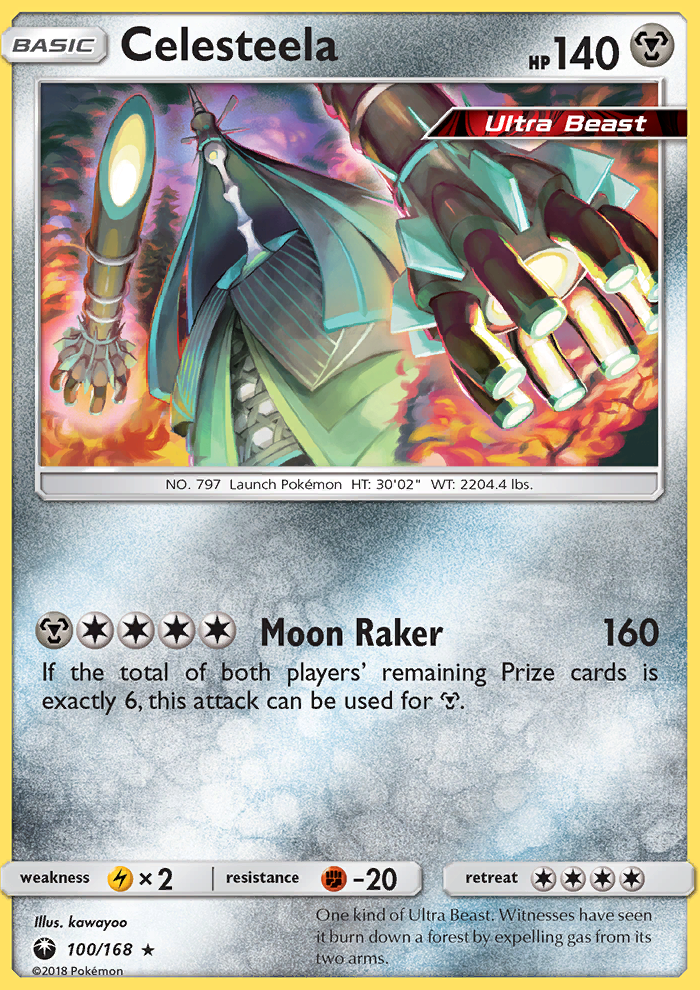 BASIC Celesteela HP 140
Ultra Beast
NO. 797 Launch Pokémon HT: 30'02" WT: 2204.4 lbs.
Moon Raker 160
If the total of both players' remaining Prize cards is
exactly 6, this attack can be used for .
weakness ×2 resistance -20 retreat
Illus. kawayoo
100/168
©2018 Pokémon
One kind of Ultra Beast. Witnesses have seen
it burn down a forest by expelling gas from its
two arms.